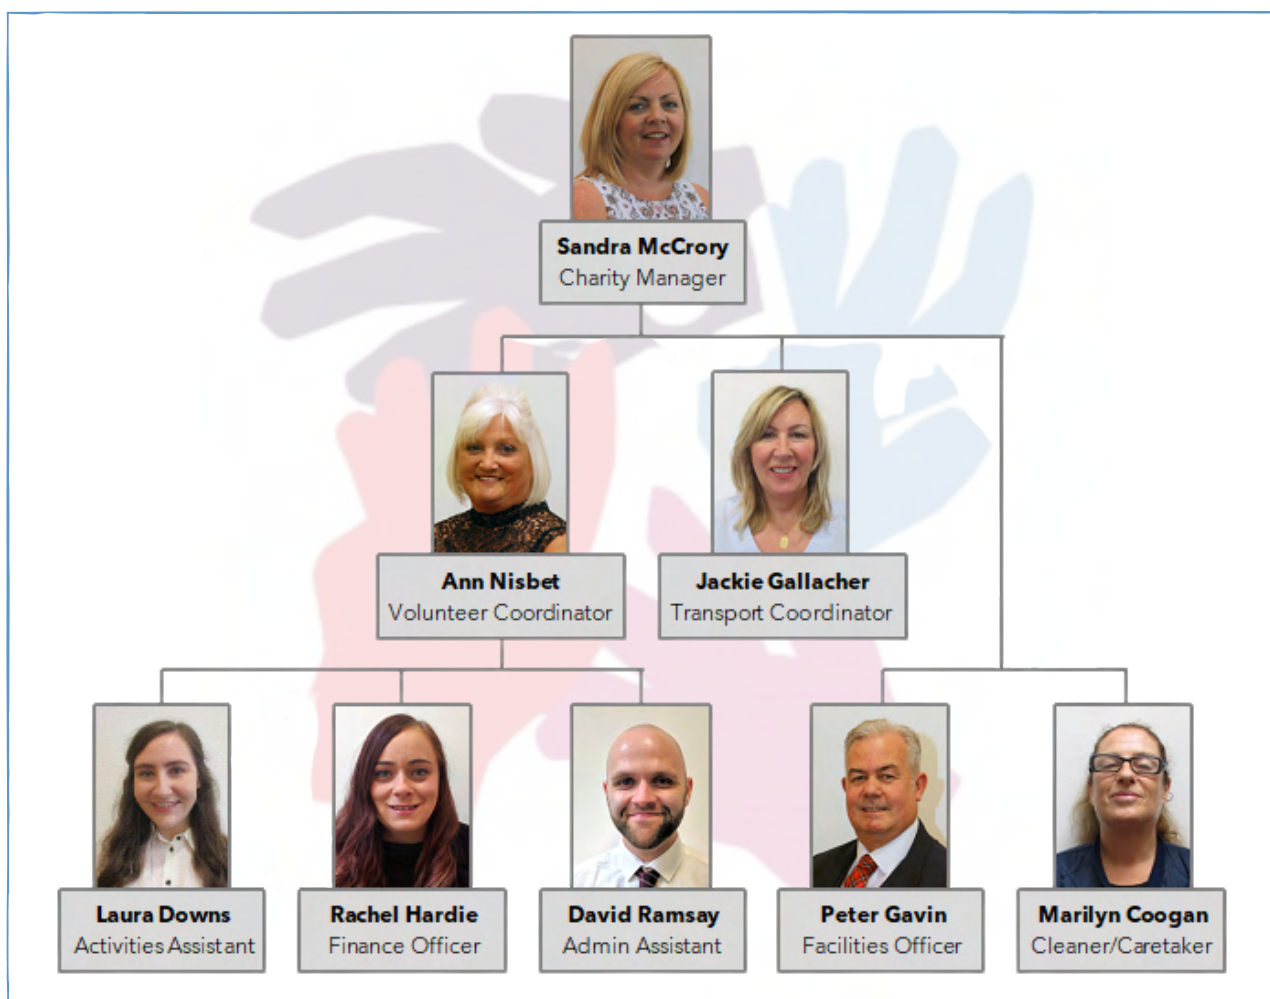 Sandra McCrory
Charity Manager
Ann Nisbet
Volunteer Coordinator
Jackie Gallacher
Transport Coordinator
Laura Downs
Activities Assistant
Rachel Hardie
Finance Officer
David Ramsay
Admin Assistant
Peter Gavin
Facilities Officer
Marilyn Coogan
Cleaner/Caretaker